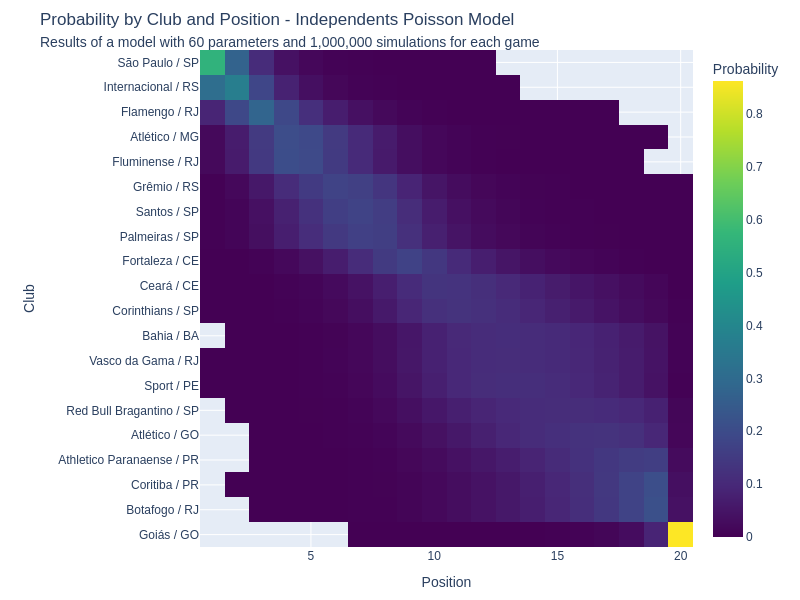 Probability by Club and Position - Independents Poisson Model
Results of a model with 60 parameters and 1,000,000 simulations for each game
Probability
Club
São Paulo / SP
Internacional / RS
Flamengo / RJ
Atlético / MG
Fluminense / RJ
Grêmio / RS
Santos / SP
Palmeiras / SP
Fortaleza / CE
Ceará / CE
Corinthians / SP
Bahia / BA
Vasco da Gama / RJ
Sport / PE
Red Bull Bragantino / SP
Atlético / GO
Athletico Paranaense / PR
Coritiba / PR
Botafogo / RJ
Goiás / GO
0.8
0.7
0.6
0.5
0.4
0.3
0.2
0.1
0
5
10
15
20
Position